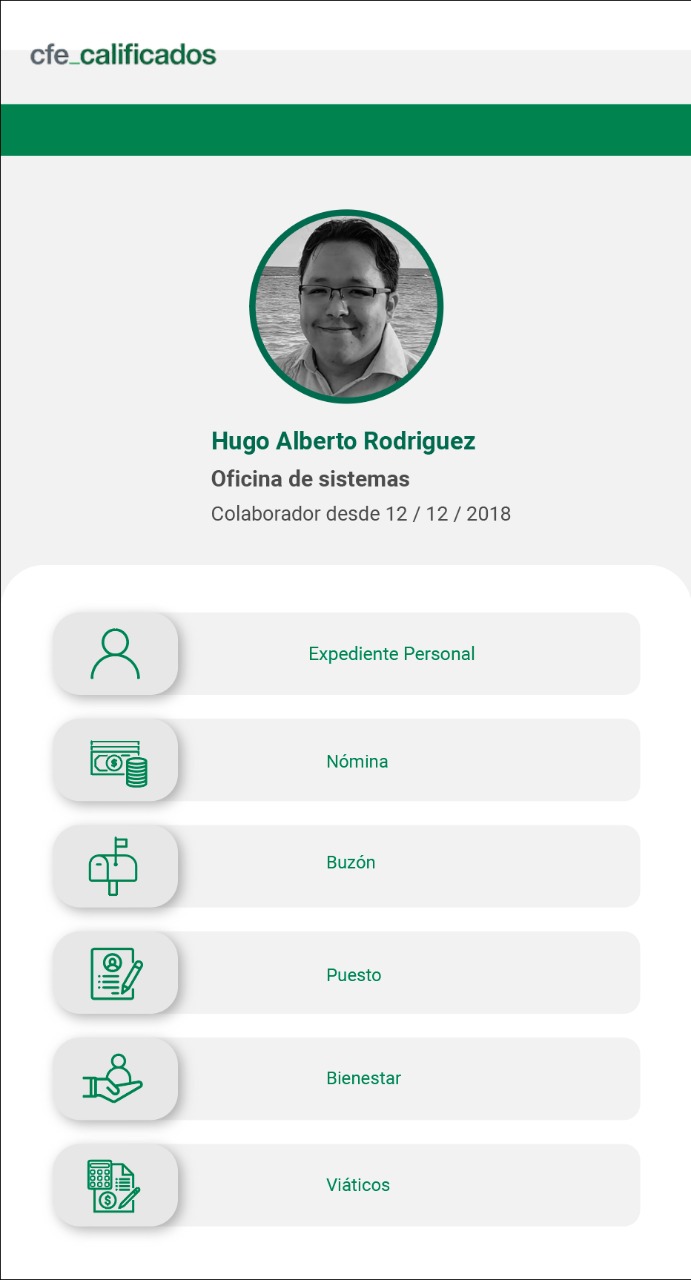 cfe_calificados
Hugo Alberto Rodriguez
Oficina de sistemas
Colaborador desde 12 / 12 / 2018
Expediente Personal
Nómina
Buzón
Puesto
Bienestar
Viáticos